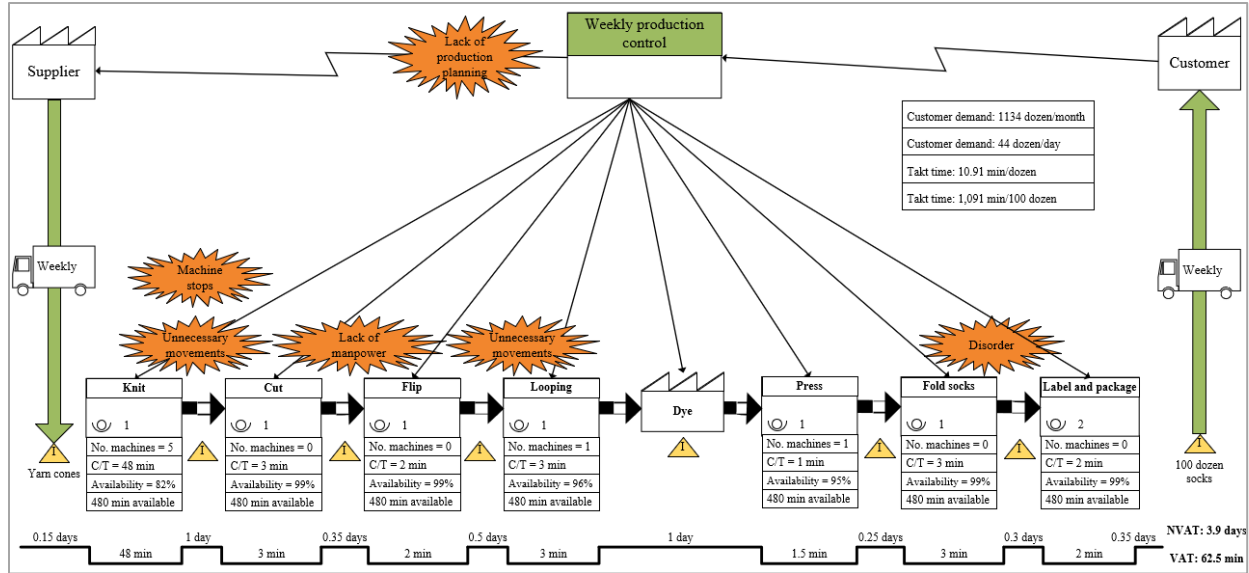 Weekly production
control
Lack of
production
planning
Supplier
Customer
Customer demand: 1134 dozen/month
Customer demand: 44 dozen/day
Takt time: 10.91 min/dozen
Takt time: 1,091 min/100 dozen
Weekly
Weekly
Machine
stops
Unnecessary
movements
Lack of
manpower
Unnecessary
movements
Disorder
Knit
1
No. machines = 5
C/T = 48 min
Availability = 82%
480 min available
Cut
1
No. machines = 0
C/T = 3 min
Availability = 99%
480 min available
Flip
1
No. machines = 0
C/T = 2 min
Availability = 99%
480 min available
Looping
1
No. machines = 1
C/T = 3 min
Availability = 96%
480 min available
Dye
Press
1
No. machines = 1
C/T = 1 min
Availability = 95%
480 min available
Fold socks
1
No. machines = 0
C/T = 3 min
Availability = 99%
480 min available
Label and package
2
No. machines = 0
C/T = 2 min
Availability = 99%
480 min available
I
Yarn cones
I
I
I
I
I
I
I
100 dozen
socks
0.15 days
48 min
1 day
3 min
0.35 days
2 min
0.5 days
3 min
1 day
1.5 min
0.25 days
3 min
0.3 days
2 min
0.35 days
NVAT: 3.9 days
VAT: 62.5 min